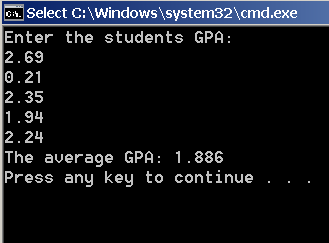 Select C:\Windows\system32\cmd.exe
Enter the students GPA:
2.69
0.21
2.35
1.94
2.24
The average GPA: 1.886
Press any key to continue . . .